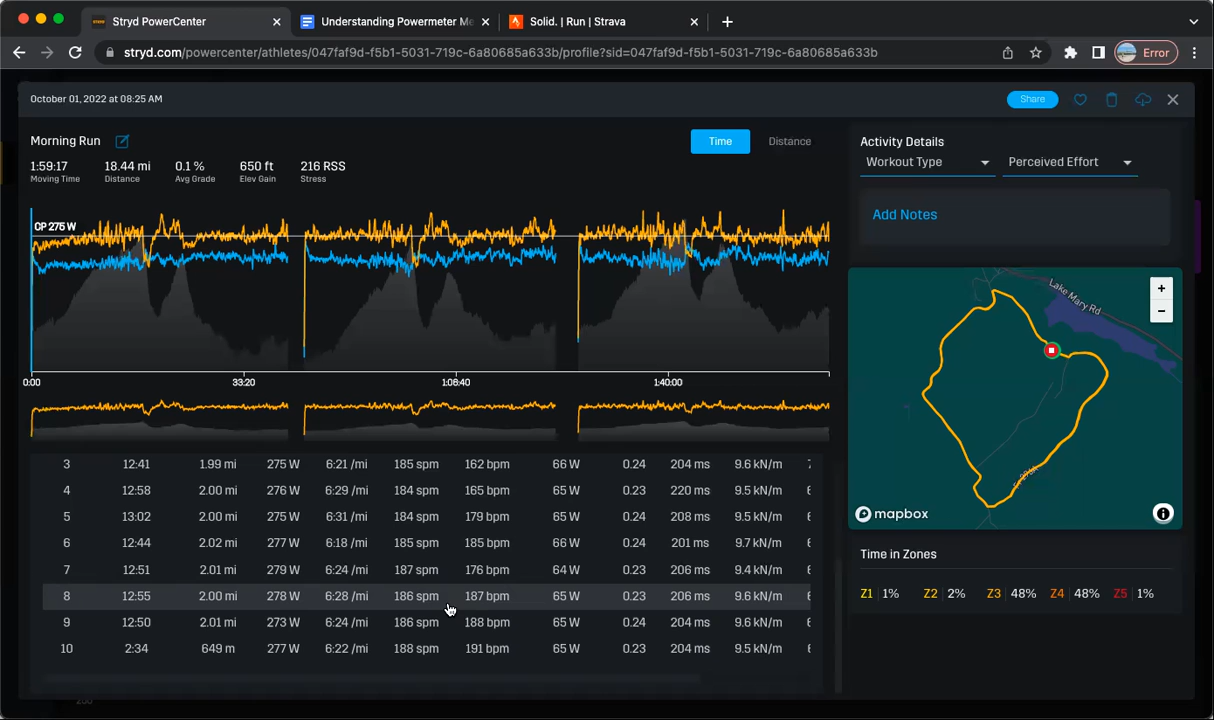 Stryd PowerCenter
Understanding Powermeter Me
Solid. | Run | Strava
stryd.com/powercenter/athletes/047faf9d-f5b1-5031-719c-6a80685a633b/profile?sid=047faf9d-f5b1-5031-719c-6a80685a633b
Error
October 01, 2022 at 08:25 AM
Share
Morning Run
Time
Distance
1:59:17 18.44 mi 0.1 % 650 ft 216 RSS
Moving Time Distance Avg Grade Elev Gain Stress
CP 275 W
0:00 33:20 1:06:40 1:40:00
3 12:41 1.99 mi 275 W 6:21 /mi 185 spm 162 bpm 66 W 0.24 204 ms 9.6 kN/m
4 12:58 2.00 mi 276 W 6:29 /mi 184 spm 165 bpm 65 W 0.23 220 ms 9.5 kN/m
5 13:02 2.00 mi 275 W 6:31 /mi 184 spm 179 bpm 65 W 0.24 208 ms 9.5 kN/m
6 12:44 2.02 mi 277 W 6:18 /mi 185 spm 185 bpm 66 W 0.24 201 ms 9.7 kN/m
7 12:51 2.01 mi 279 W 6:24 /mi 187 spm 176 bpm 64 W 0.23 206 ms 9.4 kN/m
8 12:55 2.00 mi 278 W 6:28 /mi 186 spm 187 bpm 65 W 0.23 206 ms 9.6 kN/m
9 12:50 2.01 mi 273 W 6:24 /mi 186 spm 188 bpm 65 W 0.24 204 ms 9.6 kN/m
10 2:34 649 m 277 W 6:22 /mi 188 spm 191 bpm 65 W 0.23 204 ms 9.5 kN/m
Activity Details
Workout Type Perceived Effort
Add Notes
Lake Mary Rd
+
−
mapbox
Time in Zones
Z1 1% Z2 2% Z3 48% Z4 48% Z5 1%